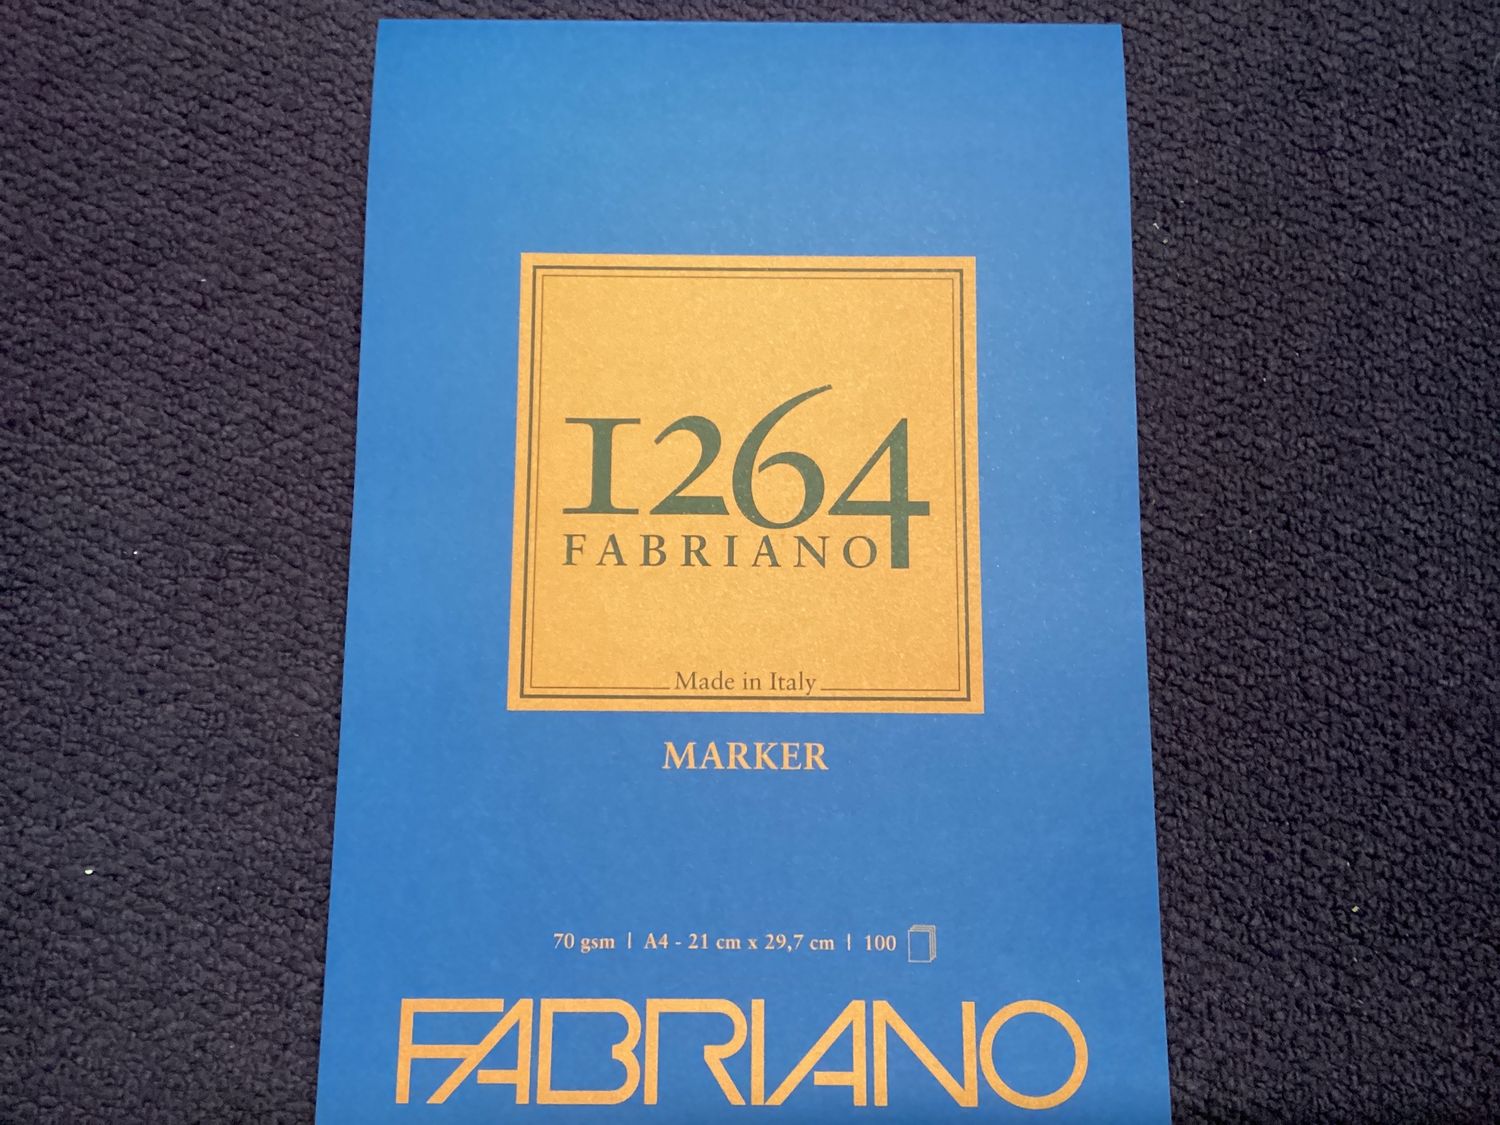 1264
FABRIANO
Made in Italy
MARKER
70 gsm | A4 - 21 cm x 29,7 cm | 100
FABRIANO